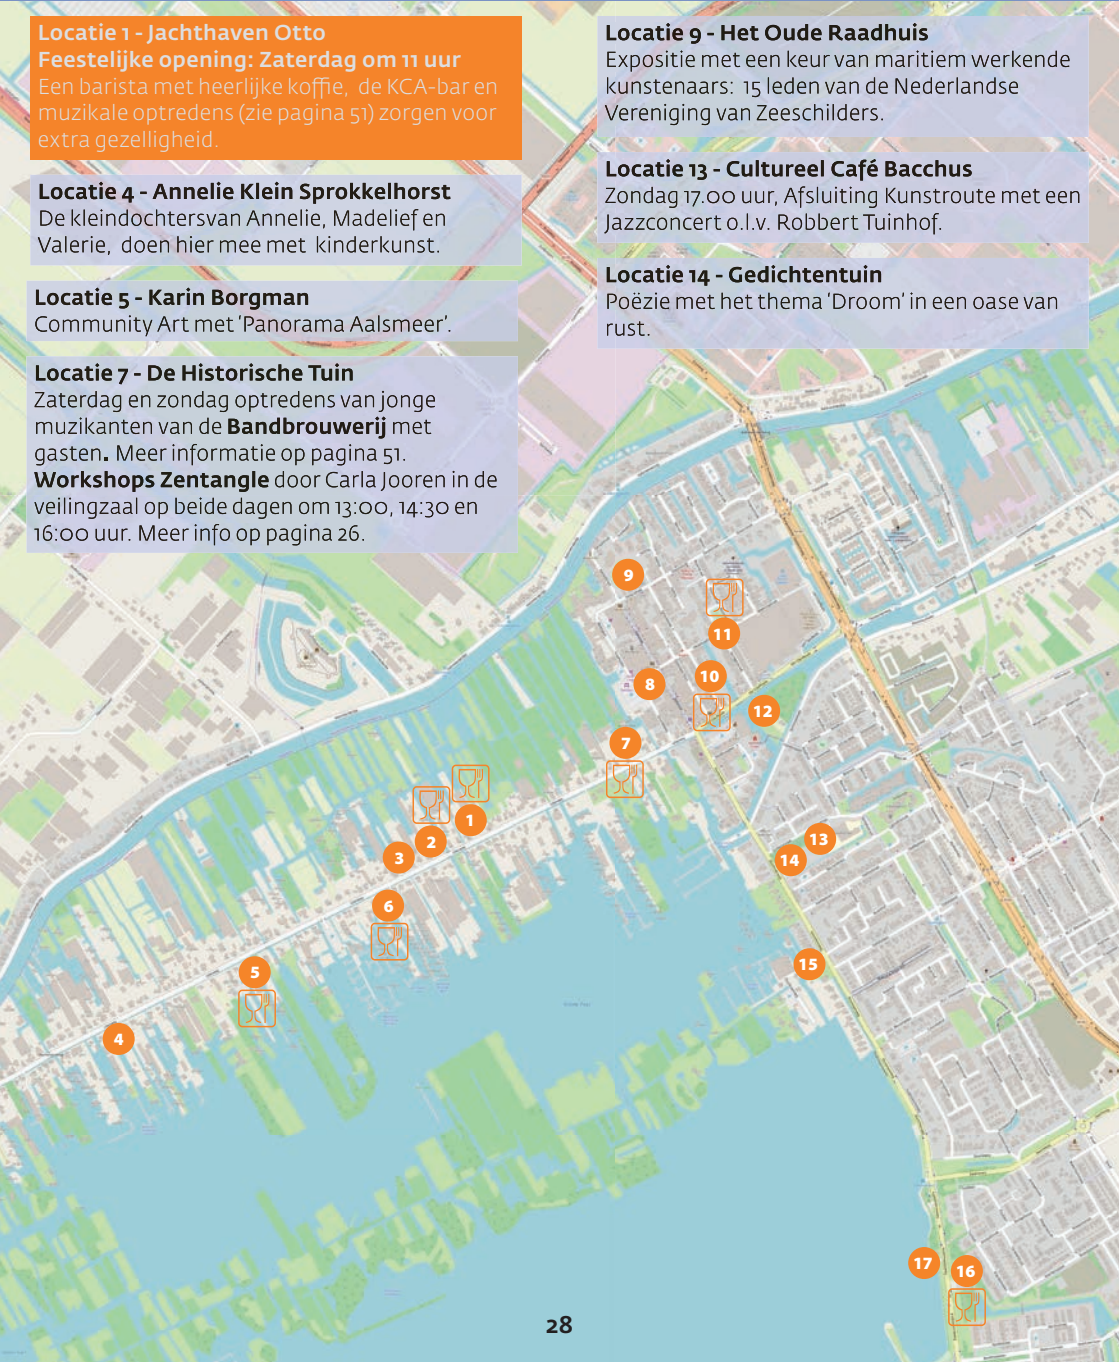 Locatie 1 - Jachthaven Otto
Feestelijke opening: Zaterdag om 11 uur
Een barista met heerlijke koffie, de KCA-bar en
muzikale optredens (zie pagina 51) zorgen voor
extra gezelligheid.
Locatie 4 - Annelie Klein Sprokkelhorst
De kleindochtersvan Annelie, Madelief en
Valerie, doen hier mee met kinderkunst.
Locatie 5 - Karin Borgman
Community Art met ‘Panorama Aalsmeer’.
Locatie 7 - De Historische Tuin
Zaterdag en zondag optredens van jonge
muzikanten van de Bandbrouwerij met
gasten. Meer informatie op pagina 51.
Workshops Zentangle door Carla Jooren in de
veilingzaal op beide dagen om 13:00, 14:30 en
16:00 uur. Meer info op pagina 26.
Locatie 9 - Het Oude Raadhuis
Expositie met een keur van maritiem werkende
kunstenaars: 15 leden van de Nederlandse
Vereniging van Zeeschilders.
Locatie 13 - Cultureel Café Bacchus
Zondag 17.00 uur, Afsluiting Kunstroute met een
Jazzconcert o.l.v. Robbert Tuinhof.
Locatie 14 - Gedichtentuin
Poëzie met het thema ‘Droom’ in een oase van
rust.
9
11
10
8
12
7
1
2
3
13
14
6
15
5
4
17
16
28